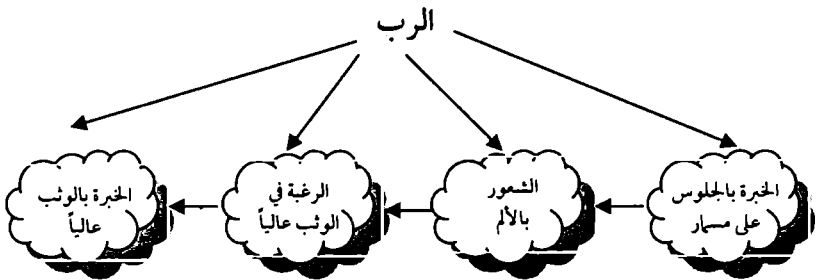 الرب
الخبرة بالجلوس
على مسمار
الشعور
بالألم
الرغبة في
الوثب عالياً
الخبرة بالوثب
عالياً